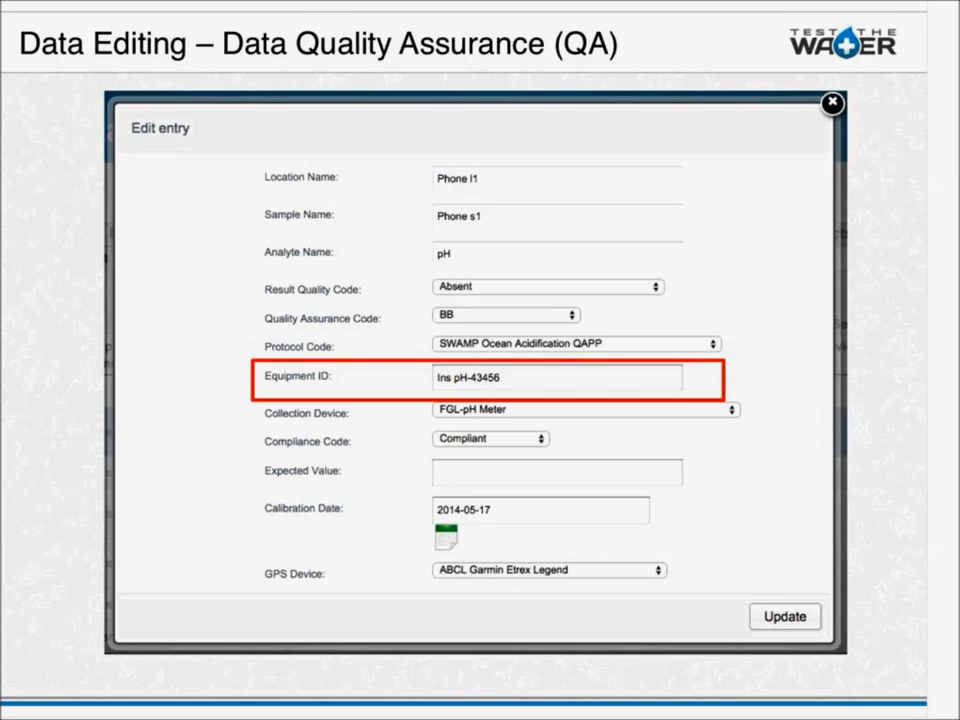 Data Editing – Data Quality Assurance (QA)
TEST THE
WATER
Edit entry
Location Name: Phone l1
Sample Name: Phone s1
Analyte Name: pH
Result Quality Code: Absent
Quality Assurance Code: BB
Protocol Code: SWAMP Ocean Acidification QAPP
Equipment ID: Ins pH-43456
Collection Device: FGL-pH Meter
Compliance Code: Compliant
Expected Value:
Calibration Date: 2014-05-17
GPS Device: ABCL Garmin Etrex Legend
Update